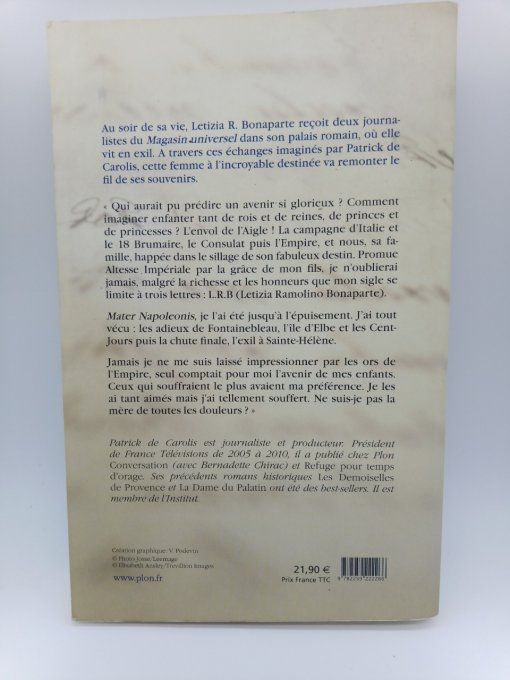 Au soir de sa vie, Letizia R. Bonaparte reçoit deux journa-
listes du Magasin universel dans son palais romain, où elle
vit en exil. A travers ces échanges imaginés par Patrick de
Carolis, cette femme à l'incroyable destinée va remonter le
fil de ses souvenirs.
« Qui aurait pu prédire un avenir si glorieux ? Comment
imaginer enfanter tant de rois et de reines, de princes et
de princesses ? L'envol de l'Aigle ! La campagne d'Italie et
le 18 Brumaire, le Consulat puis l'Empire, et nous, sa fa-
mille, happée dans le sillage de son fabuleux destin. Promue
Altesse Impériale par la grâce de mon fils, je n'oublierai
jamais, malgré la richesse et les honneurs que mon sigle se
limite à trois lettres : L.R.B (Letizia Ramolino Bonaparte).
Mater Napoleonis, je l'ai été jusqu'à l'épuisement. J'ai tout
vécu : les adieux de Fontainebleau, l'île d'Elbe et les Cent-
Jours puis la chute finale, l'exil à Sainte-Hélène.
Jamais je ne me suis laissé impressionner par les ors de
l'Empire, seul comptait pour moi l'avenir de mes enfants.
Ceux qui souffraient le plus avaient ma préférence. Je les
ai tant aimés mais j'ai tellement souffert. Ne suis-je pas la
mère de toutes les douleurs ? »
Patrick de Carolis est journaliste et producteur. Président
de France Télévisions de 2005 à 2010, il a publié chez Plon
Conversation (avec Bernadette Chirac) et Refuge pour temps
d'orage. Ses précédents romans historiques Les Demoiselles
de Provence et La Dame du Palatin ont été des best-sellers. Il est
membre de l'Institut.
Création graphique : V. Podevin
© Photo Josse, Leemage
© Elisabeth Ansley/Trevillion Images
www.plon.fr
21,90 €
Prix France TTC
9 782259 222266